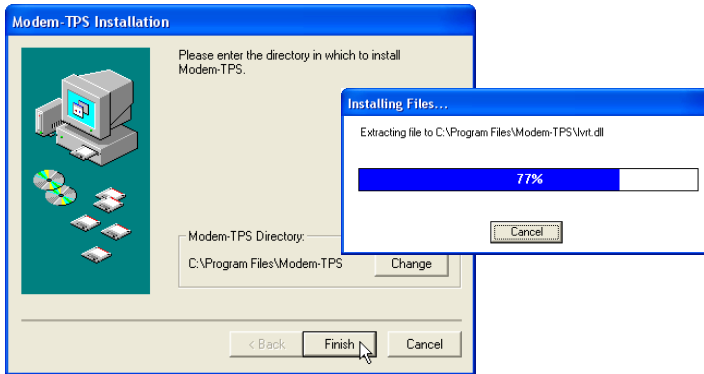 Modem-TPS Installation
Please enter the directory in which to install
Modem-TPS.
Modem-TPS Directory:
C:\Program Files\Modem-TPS
Change
< Back
Finish
Cancel
Installing Files...
Extracting file to C:\Program Files\Modem-TPS\lvrt.dll
77%
Cancel